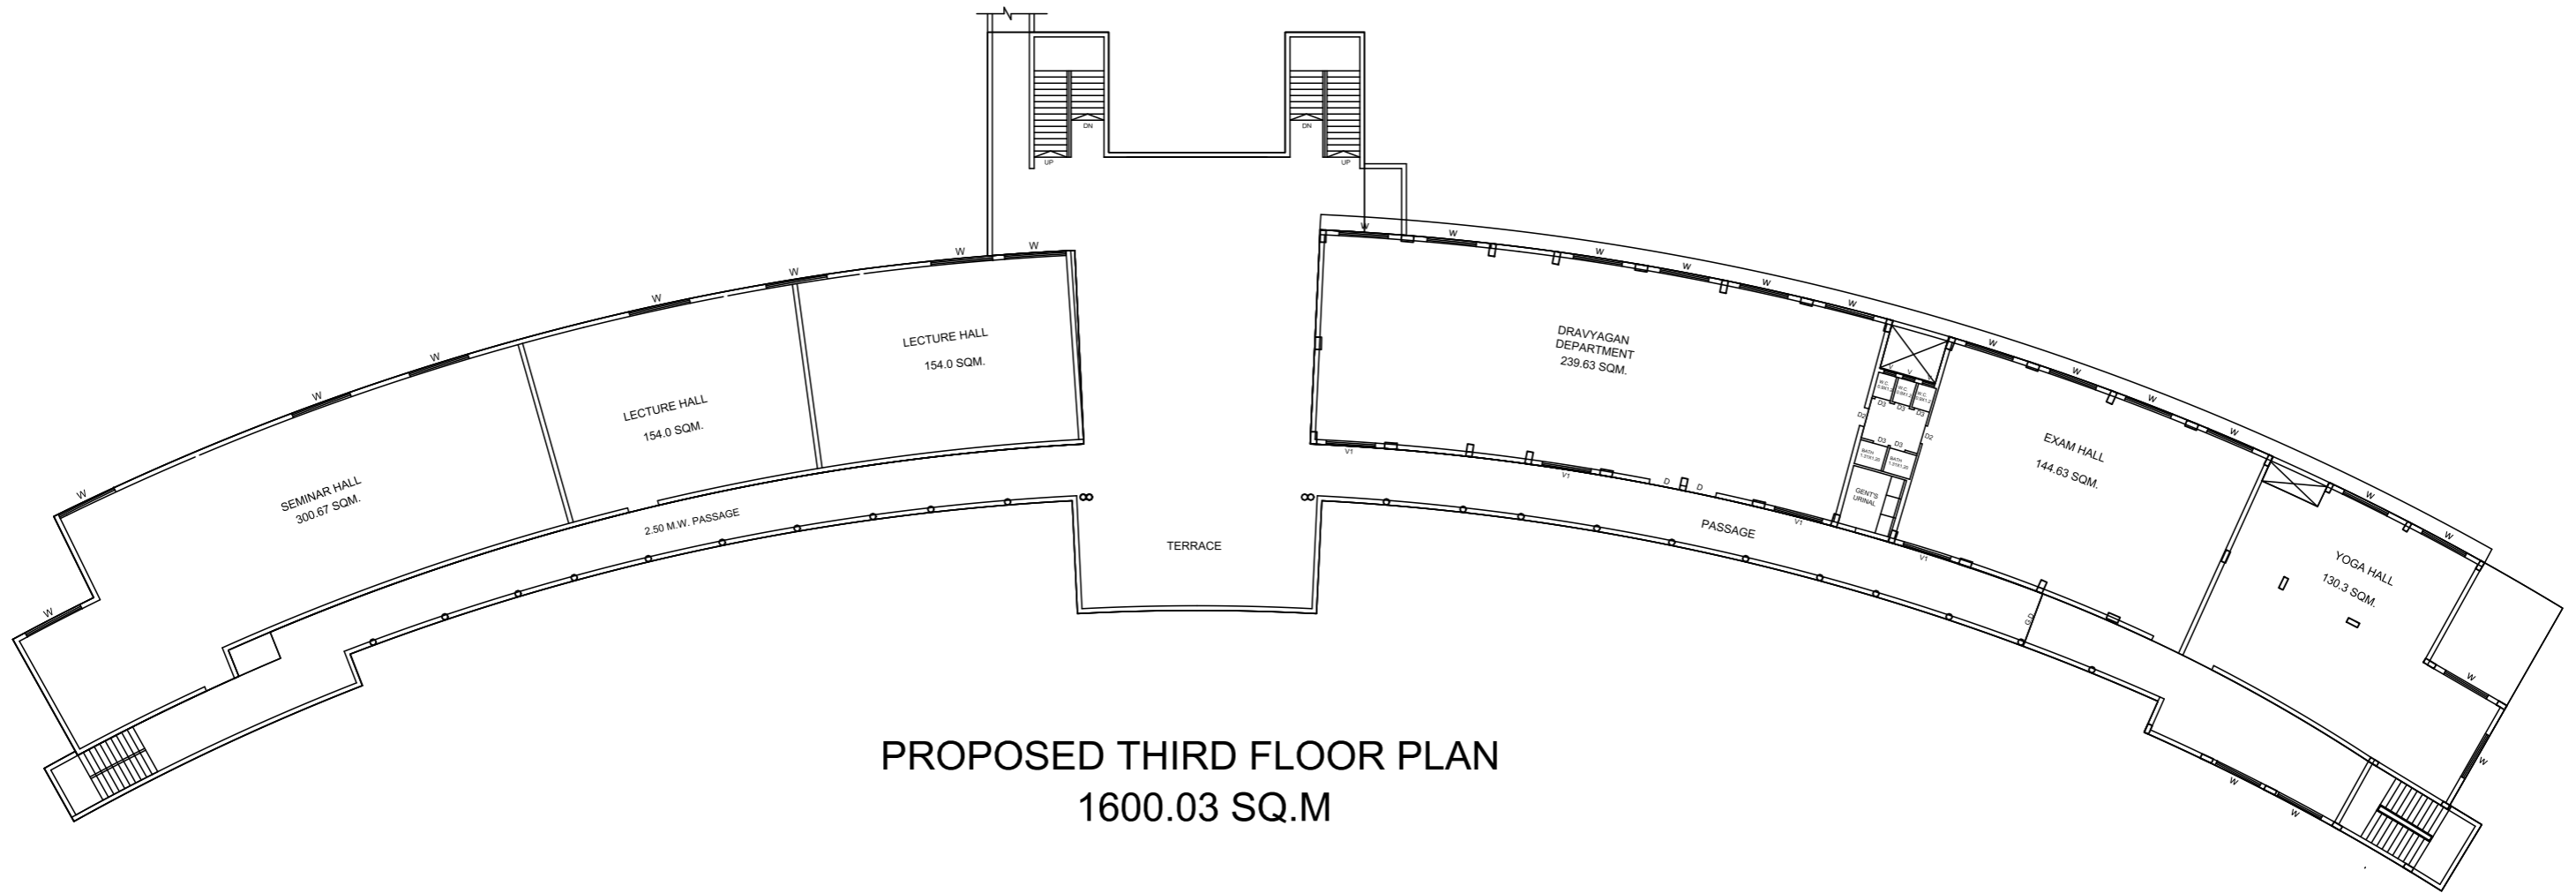 DN
UP
DN
UP
W
W
W
W
W
W
W
W
W
LECTURE HALL
154.0 SQM.
LECTURE HALL
154.0 SQM.
SEMINAR HALL
300.67 SQM.
2.50 M.W. PASSAGE
TERRACE
W
W
W
W
W
W
DRAVYAGAN
DEPARTMENT
239.63 SQM.
V
W.C.
W.C.
W.C.
D3
D3
D3
D2
D2
D3
D3
BATH
BATH
GENT'S
URINAL
V1
V1
D
D
V1
V1
PASSAGE
W
W
W
W
EXAM HALL
144.63 SQM.
G.D
W
W
YOGA HALL
130.3 SQM.
W
W
W
W
PROPOSED THIRD FLOOR PLAN
1600.03 SQ.M